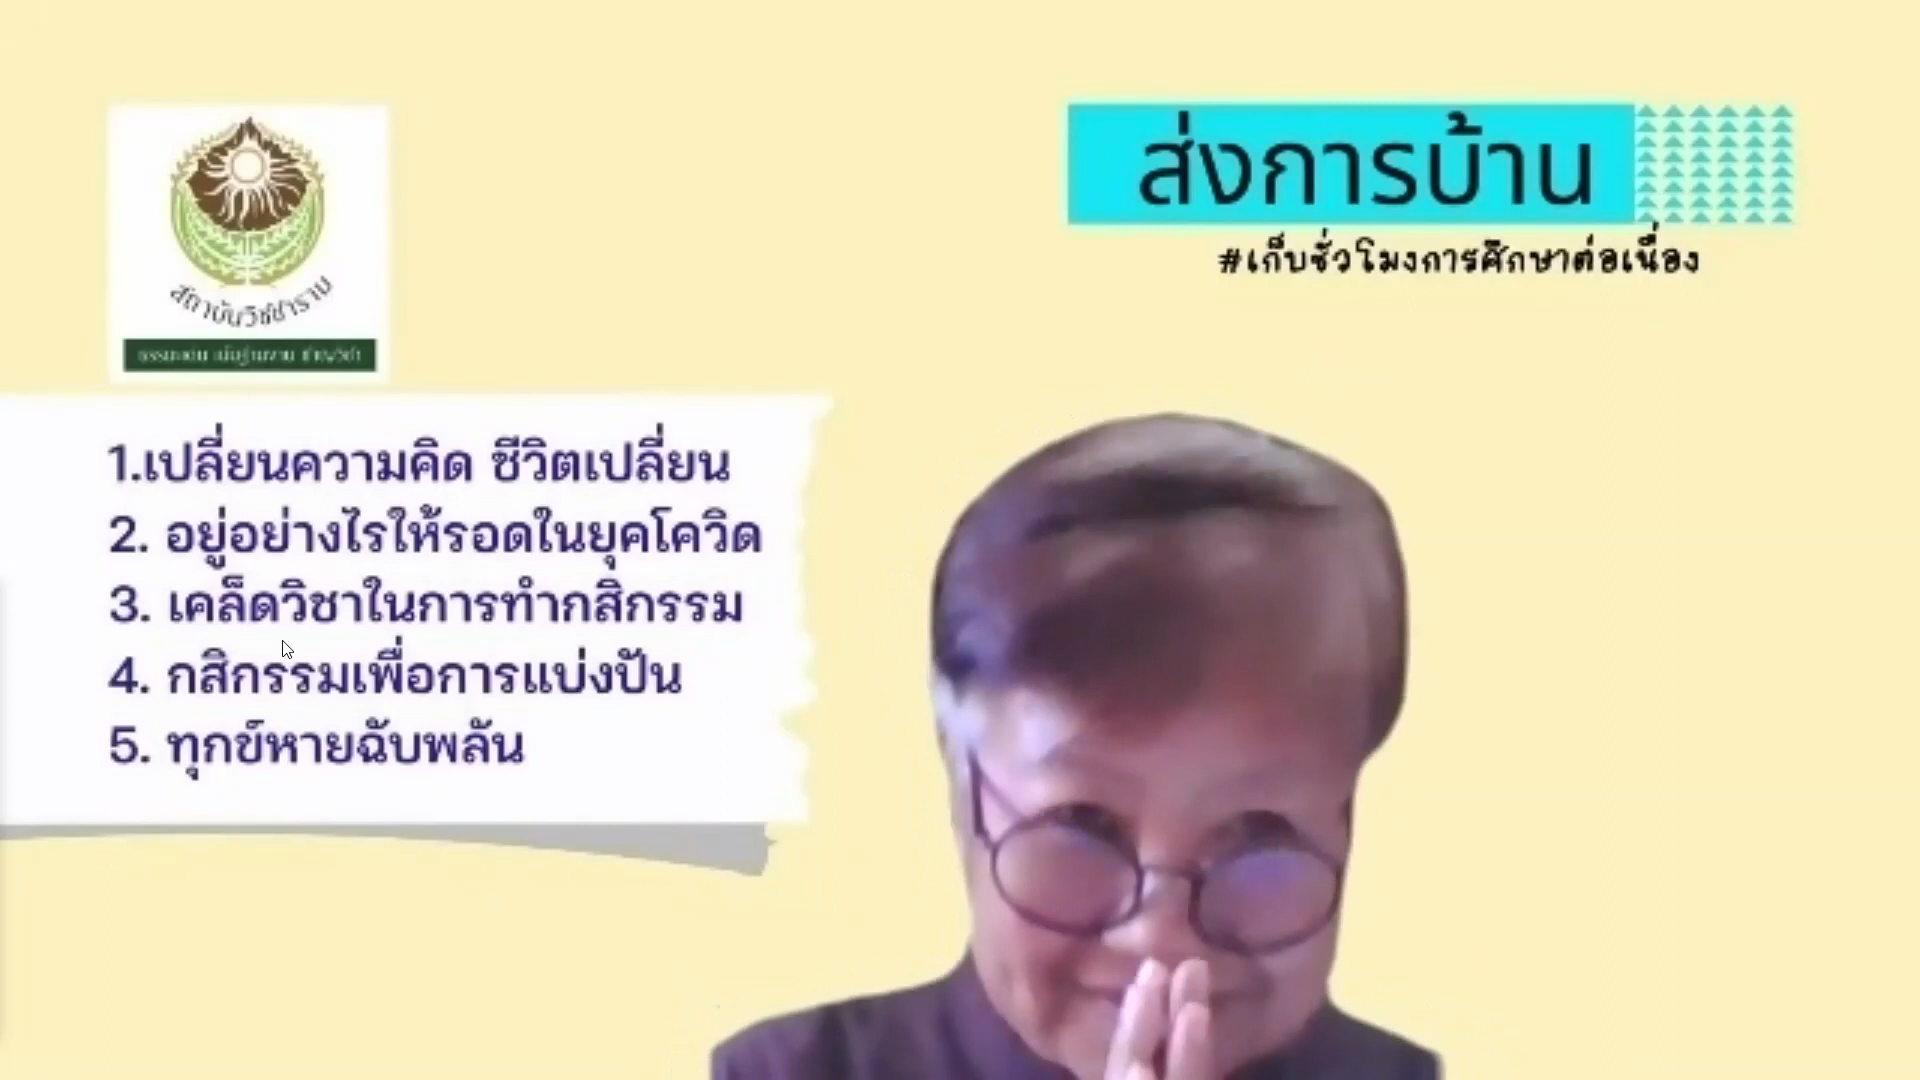 สถาบันวิชชาราม
ส่งการบ้าน
#เก็บชั่วโมงการศึกษาต่อเนื่อง
1.เปลี่ยนความคิด ชีวิตเปลี่ยน
2. อยู่อย่างไรให้รอดในยุคโควิด
3. เคล็ดวิชาในการทำกสิกรรม
4. กสิกรรมเพื่อการแบ่งปัน
5. ทุกข์หายฉับพลัน